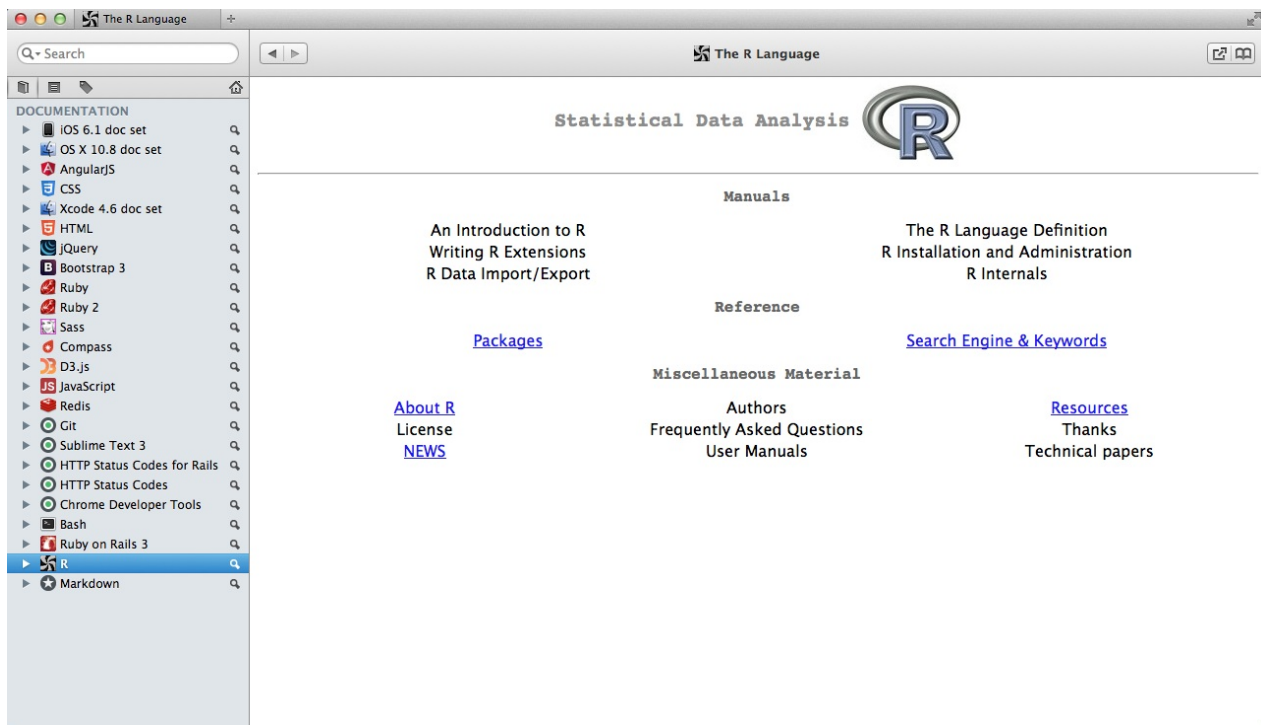 The R Language
Search
The R Language
DOCUMENTATION
iOS 6.1 doc set
OS X 10.8 doc set
AngularJS
CSS
Xcode 4.6 doc set
HTML
jQuery
Bootstrap 3
Ruby
Ruby 2
Sass
Compass
D3.js
JavaScript
Redis
Git
Sublime Text 3
HTTP Status Codes for Rails
HTTP Status Codes
Chrome Developer Tools
Bash
Ruby on Rails 3
R
Markdown
Statistical Data Analysis R
Manuals
An Introduction to R The R Language Definition
Writing R Extensions R Installation and Administration
R Data Import/Export R Internals
Reference
Packages Search Engine & Keywords
Miscellaneous Material
About R Authors Resources
License Frequently Asked Questions Thanks
NEWS User Manuals Technical papers